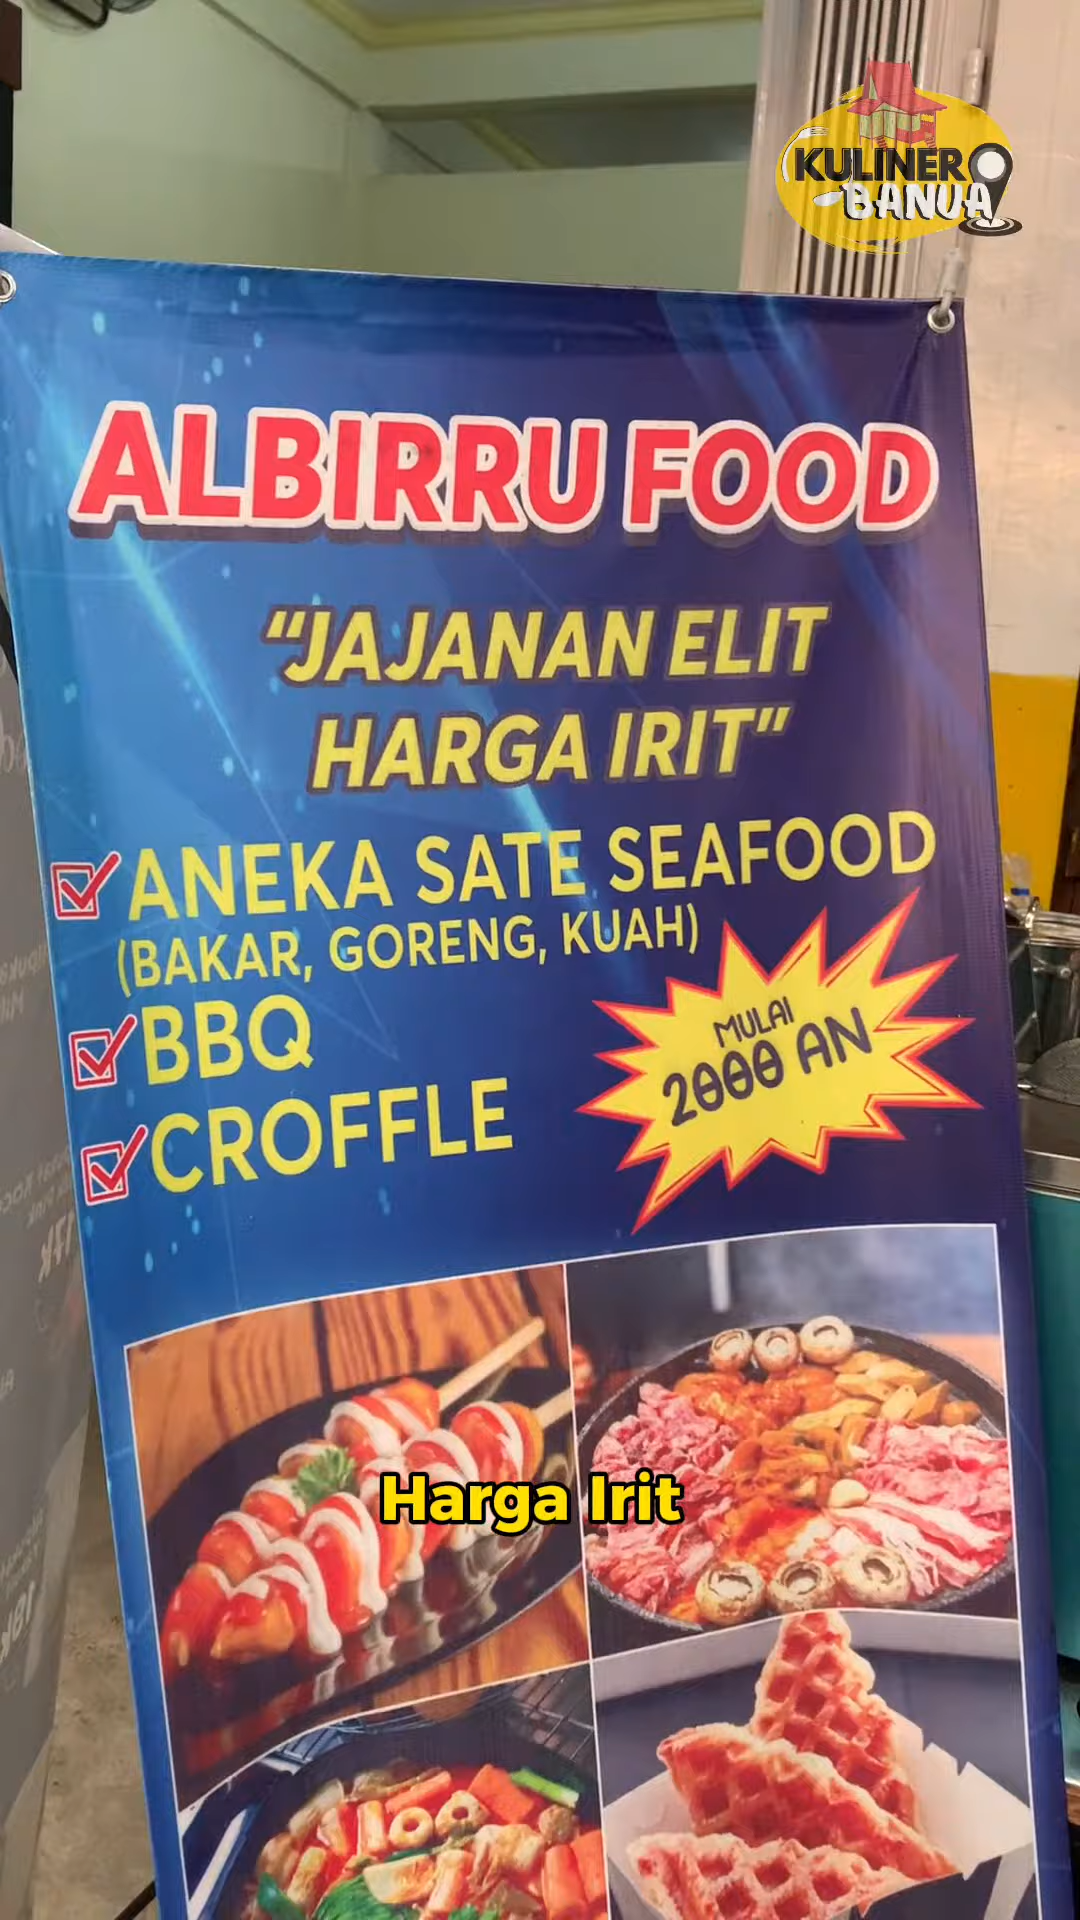 KULINER
BANUA
ALBIRRU FOOD
"JAJANAN ELIT
HARGA IRIT"
ANEKA SATE SEAFOOD
(BAKAR, GORENG, KUAH)
BBQ
CROFFLE
MULAI
2000 AN
Harga Irit